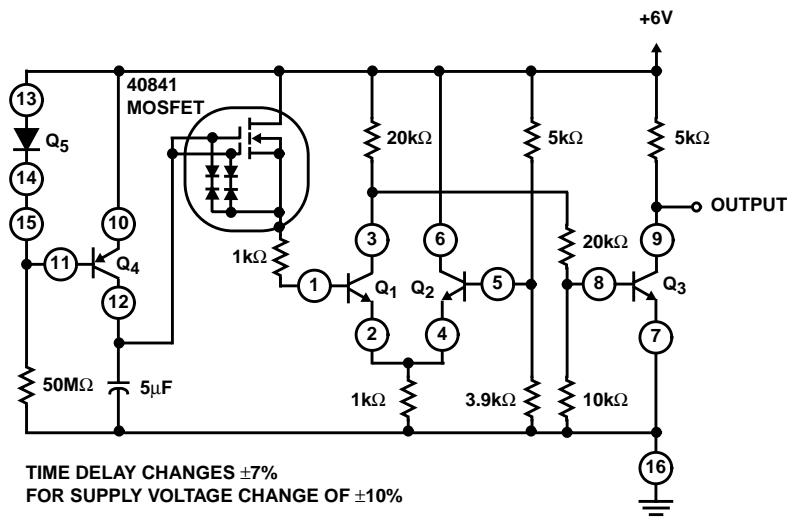 +6V
13
40841
MOSFET
Q5
20kΩ
5kΩ
5kΩ
14
15
10
OUTPUT
11
Q4
1kΩ
3
6
20kΩ
9
12
1
Q1
Q2
5
8
Q3
2
4
7
50MΩ
5μF
1kΩ
3.9kΩ
10kΩ
TIME DELAY CHANGES ±7%
FOR SUPPLY VOLTAGE CHANGE OF ±10%
16